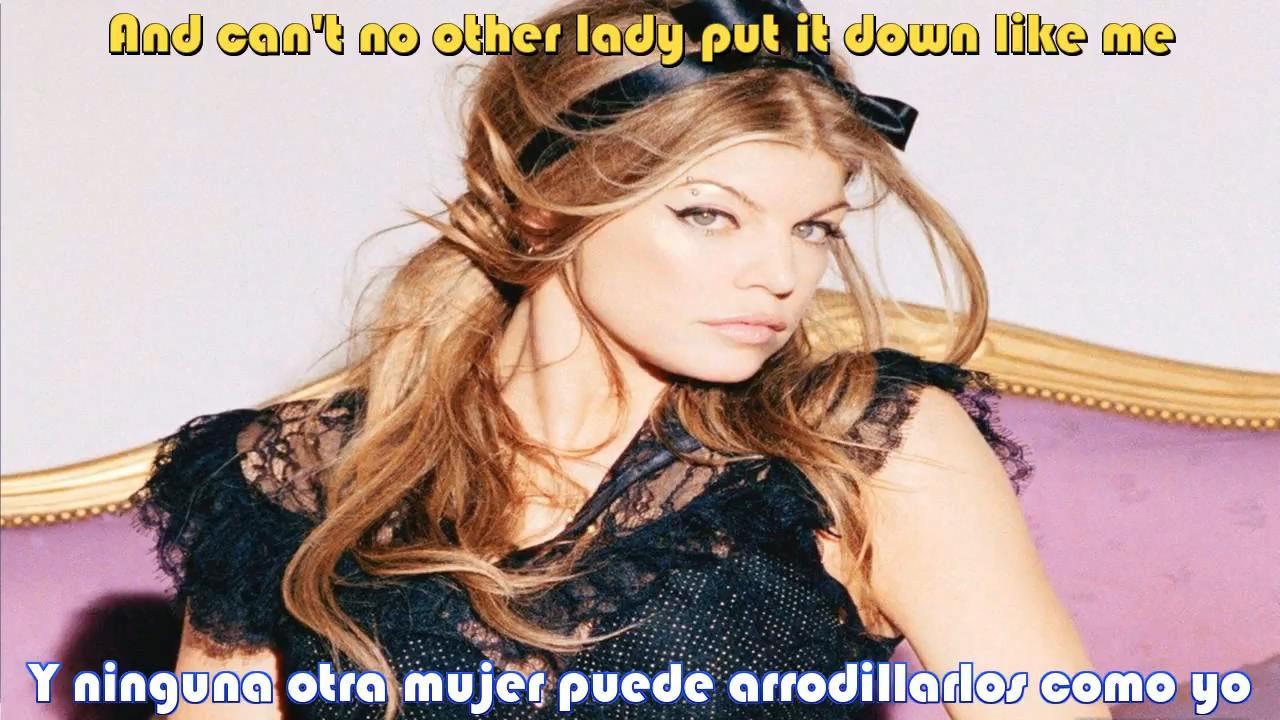 And can't no other lady put it down like me
Y ninguna otra mujer puede arrodillarlos como yo